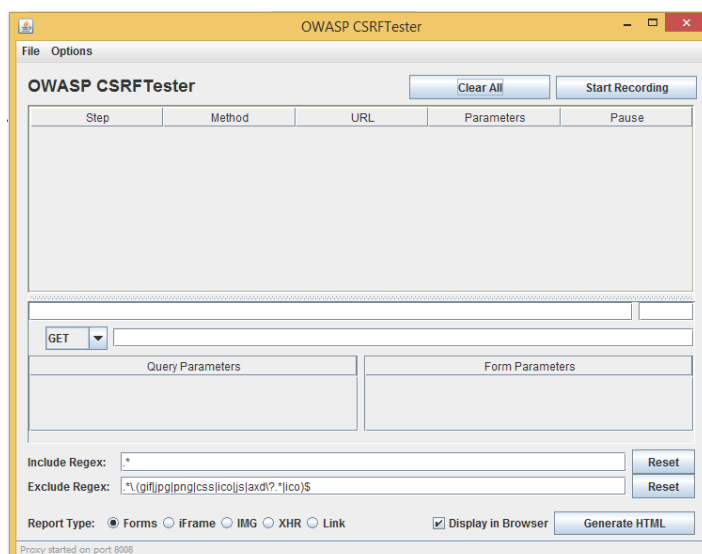 OWASP CSRFTester
File Options
OWASP CSRFTester Clear All Start Recording
Step Method URL Parameters Pause
GET
Query Parameters Form Parameters
Include Regex: .* Reset
Exclude Regex: .*\.(gif|jpg|png|css|ico|js|axd\?.*|ico)$ Reset
Report Type: Forms iFrame IMG XHR Link Display in Browser Generate HTML
Proxy started on port 8008